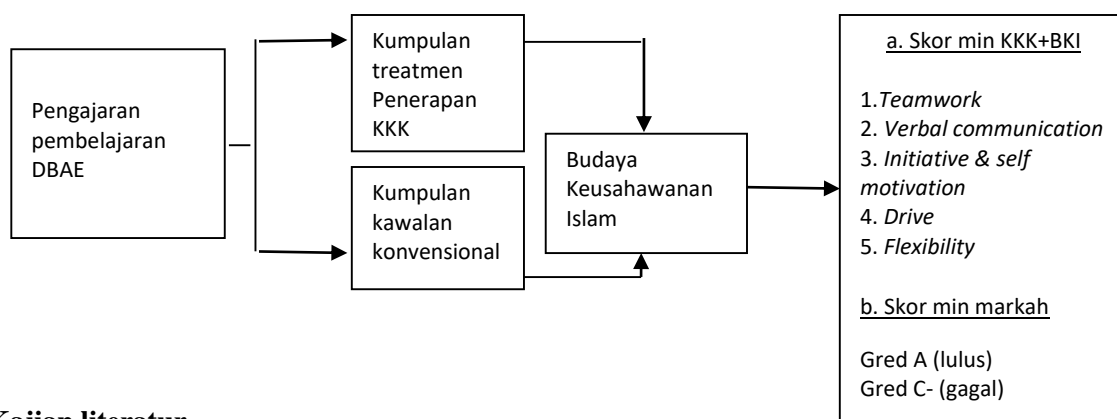 Pengajaran
pembelajaran
DBAE
Kumpulan
treatmen
Penerapan
KKK
Kumpulan
kawalan
konvensional
Budaya
Keusahawanan
Islam
a. Skor min KKK+BKI
1.Teamwork
2. Verbal communication
3. Initiative & self
motivation
4. Drive
5. Flexibility
b. Skor min markah
Gred A (lulus)
Gred C- (gagal)
Kajian literatur